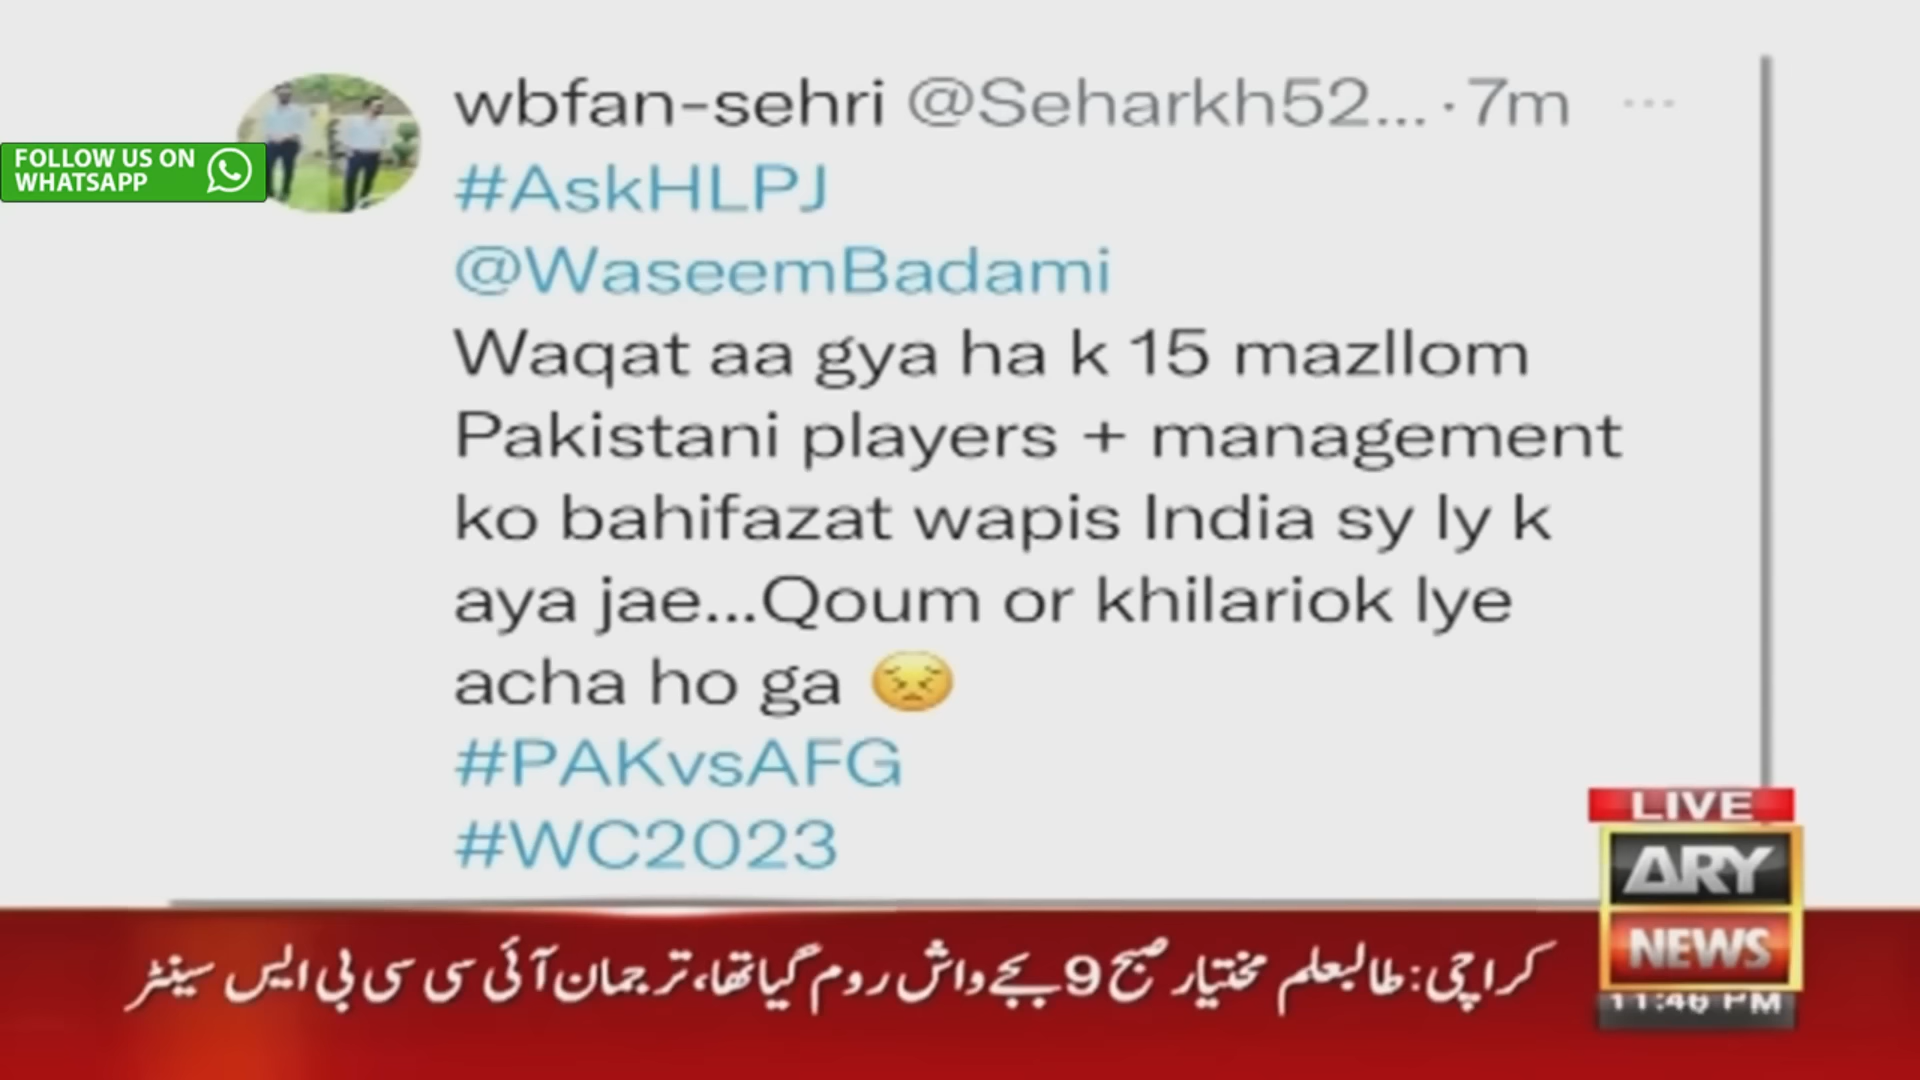 wbfan-sehri @Seharkh52... · 7m ...
#AskHLPJ
@WaseemBadami
Waqat aa gya ha k 15 mazllom
Pakistani players + management
ko bahifazat wapis India sy ly k
aya jae...Qoum or khilariok lye
acha ho ga 😣
#PAKvsAFG
#WC2023
FOLLOW US ON
WHATSAPP
LIVE
ARY
NEWS
11:46 PM
کراچی: طالبعلم مختیار صبح 9 بجے واش روم گیا تھا، ترجمان آئی سی سی بی ایس سینٹر